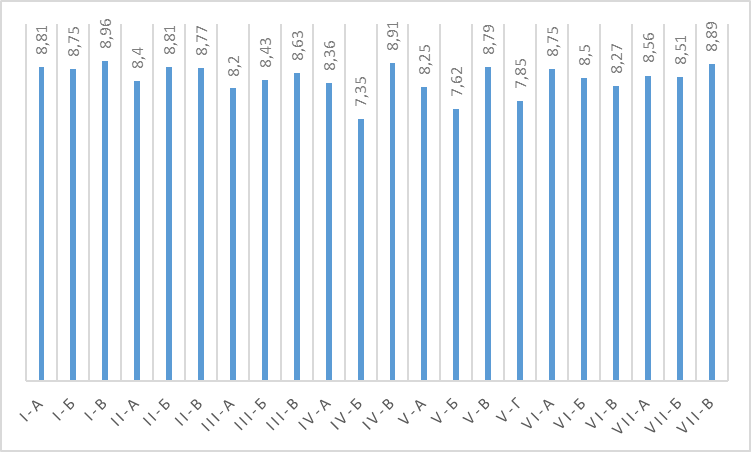 8,81
8,75
8,96
8,4
8,81
8,77
8,2
8,43
8,63
8,36
7,35
8,91
8,25
7,62
8,79
7,85
8,75
8,5
8,27
8,56
8,51
8,89
I-А
I-Б
I-В
II-А
II-Б
II-В
III-А
III-Б
III-В
IV-А
IV-Б
IV-В
V-А
V-Б
V-В
V-Г
VI-А
VI-Б
VI-В
VII-А
VII-Б
VII-В